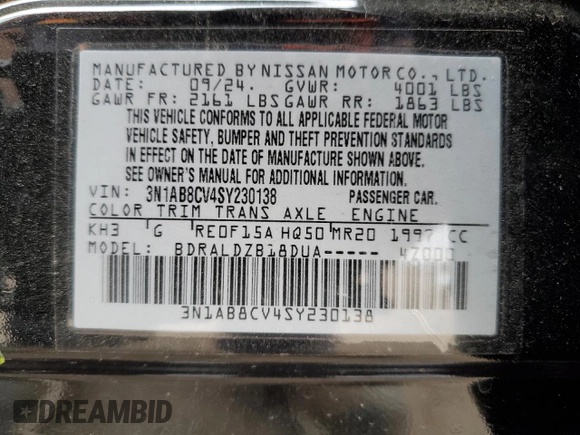 MANUFACTURED BY NISSAN MOTOR CO., LTD.
DATE: 09/24. GVWR: 4001 LBS
GAWR FR: 2161 LBS GAWR RR: 1863 LBS
THIS VEHICLE CONFORMS TO ALL APPLICABLE FEDERAL MOTOR
VEHICLE SAFETY, BUMPER AND THEFT PREVENTION STANDARDS
IN EFFECT ON THE DATE OF MANUFACTURE SHOWN ABOVE.
SEE OWNER'S MANUAL FOR ADDITIONAL INFORMATION.
VIN: 3N1AB8CV4SY230138 PASSENGER CAR.
COLOR TRIM TRANS AXLE ENGINE
KH3 G RE0F15A HQ50 MR20 1997 CC
MODEL: BDRALDZB18DUA----- 47000
3N1AB8CV4SY230138
DREAMBID